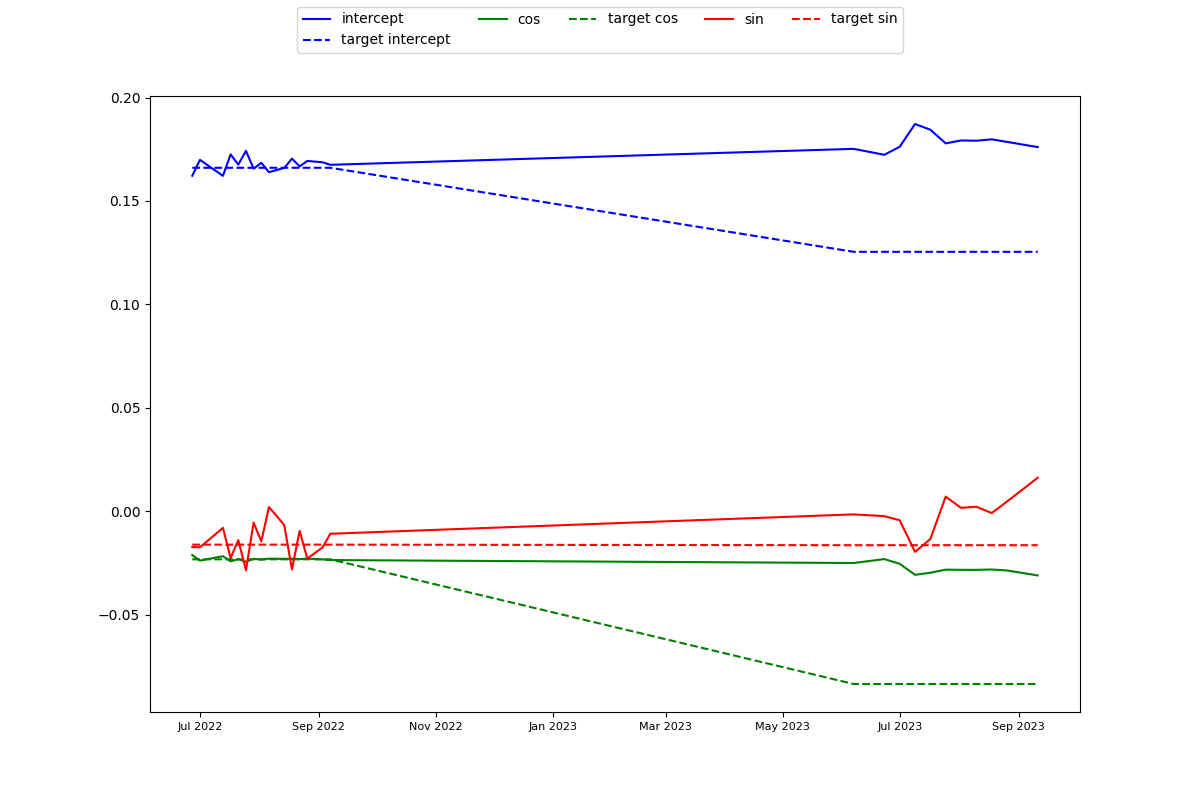 intercept cos target cos sin target sin
target intercept
0.20
0.15
0.10
0.05
0.00
−0.05
Jul 2022 Sep 2022 Nov 2022 Jan 2023 Mar 2023 May 2023 Jul 2023 Sep 2023